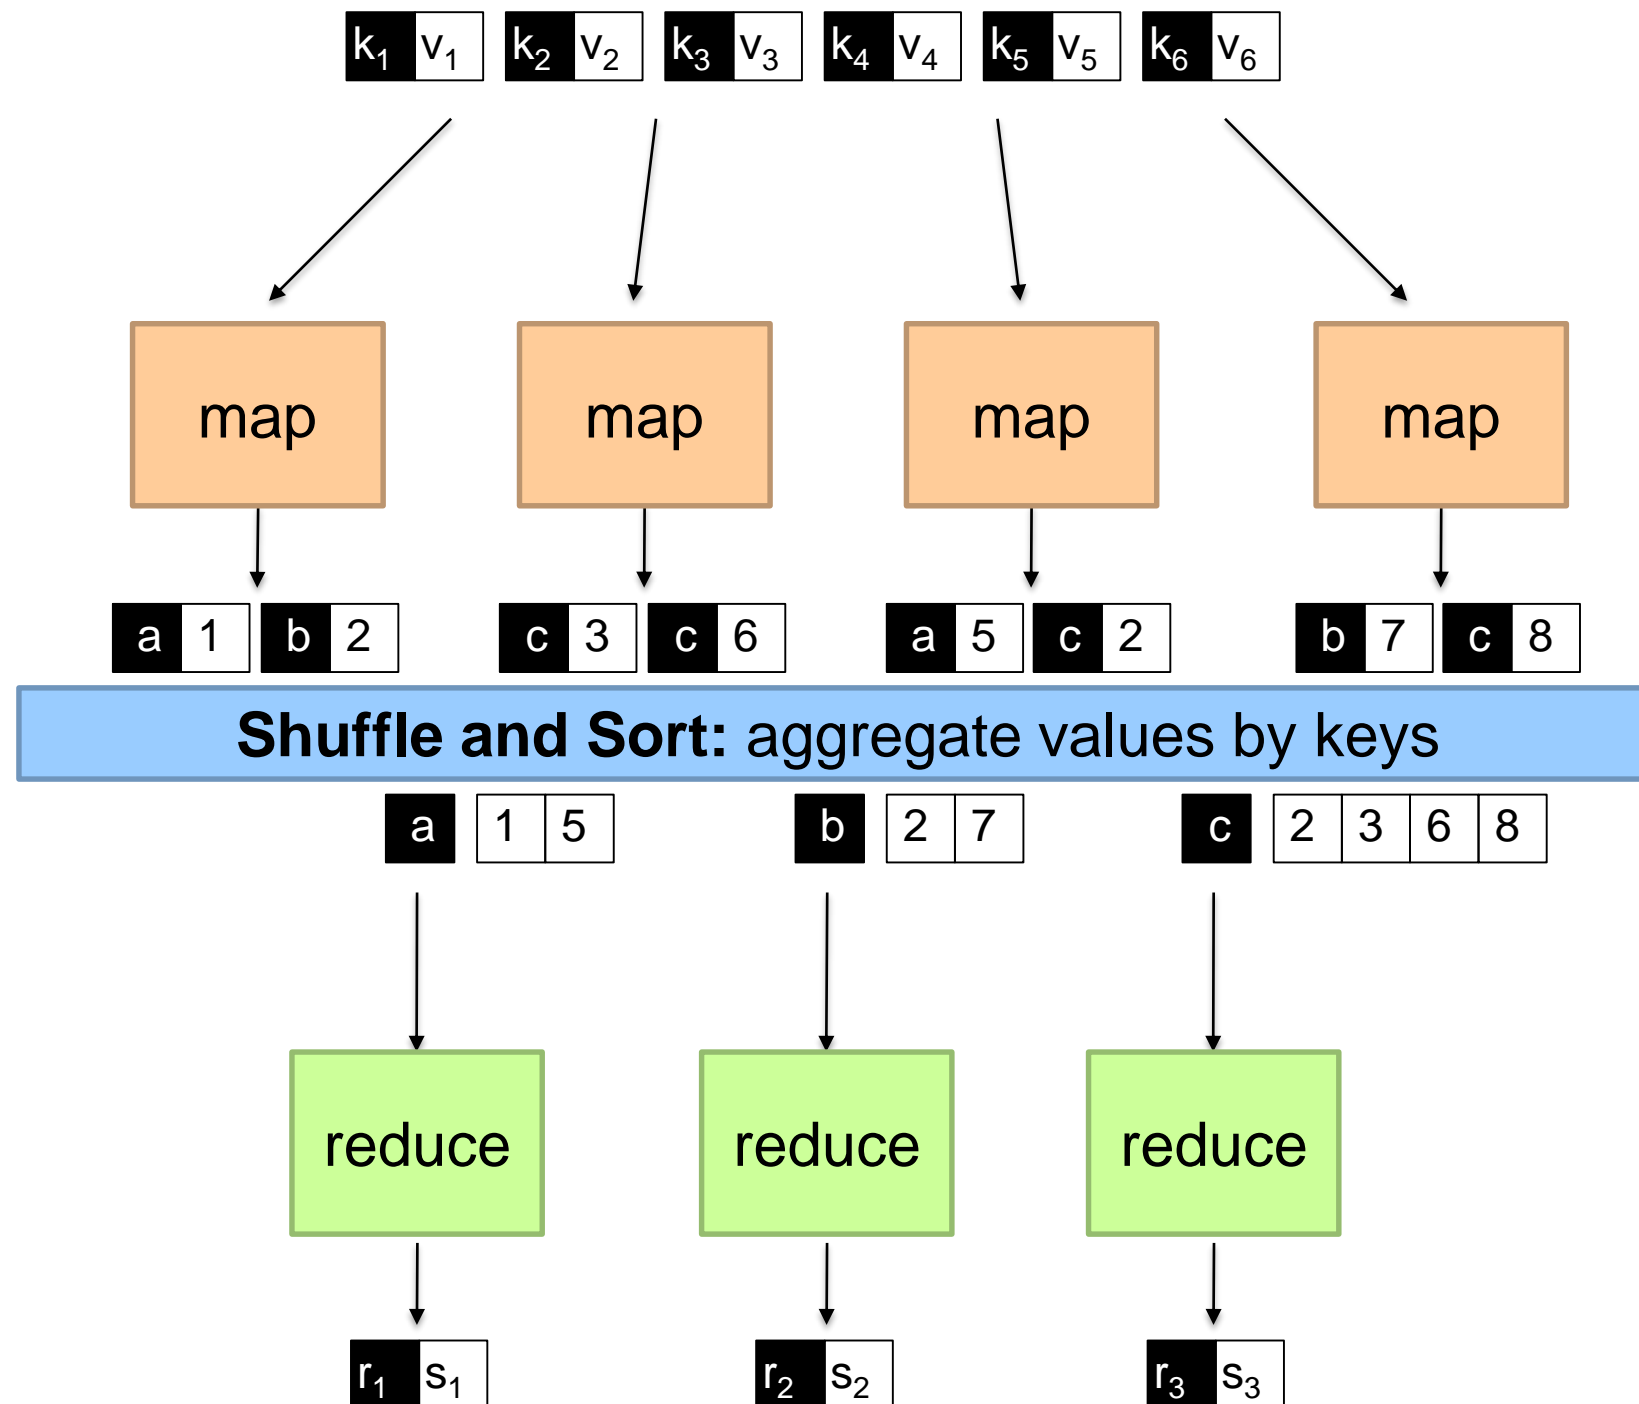 k₁ v₁ k₂ v₂ k₃ v₃ k₄ v₄ k₅ v₅ k₆ v₆
map map map map
a 1 b 2 c 3 c 6 a 5 c 2 b 7 c 8
Shuffle and Sort: aggregate values by keys
a 1 5 b 2 7 c 2 3 6 8
reduce reduce reduce
r₁ s₁ r₂ s₂ r₃ s₃